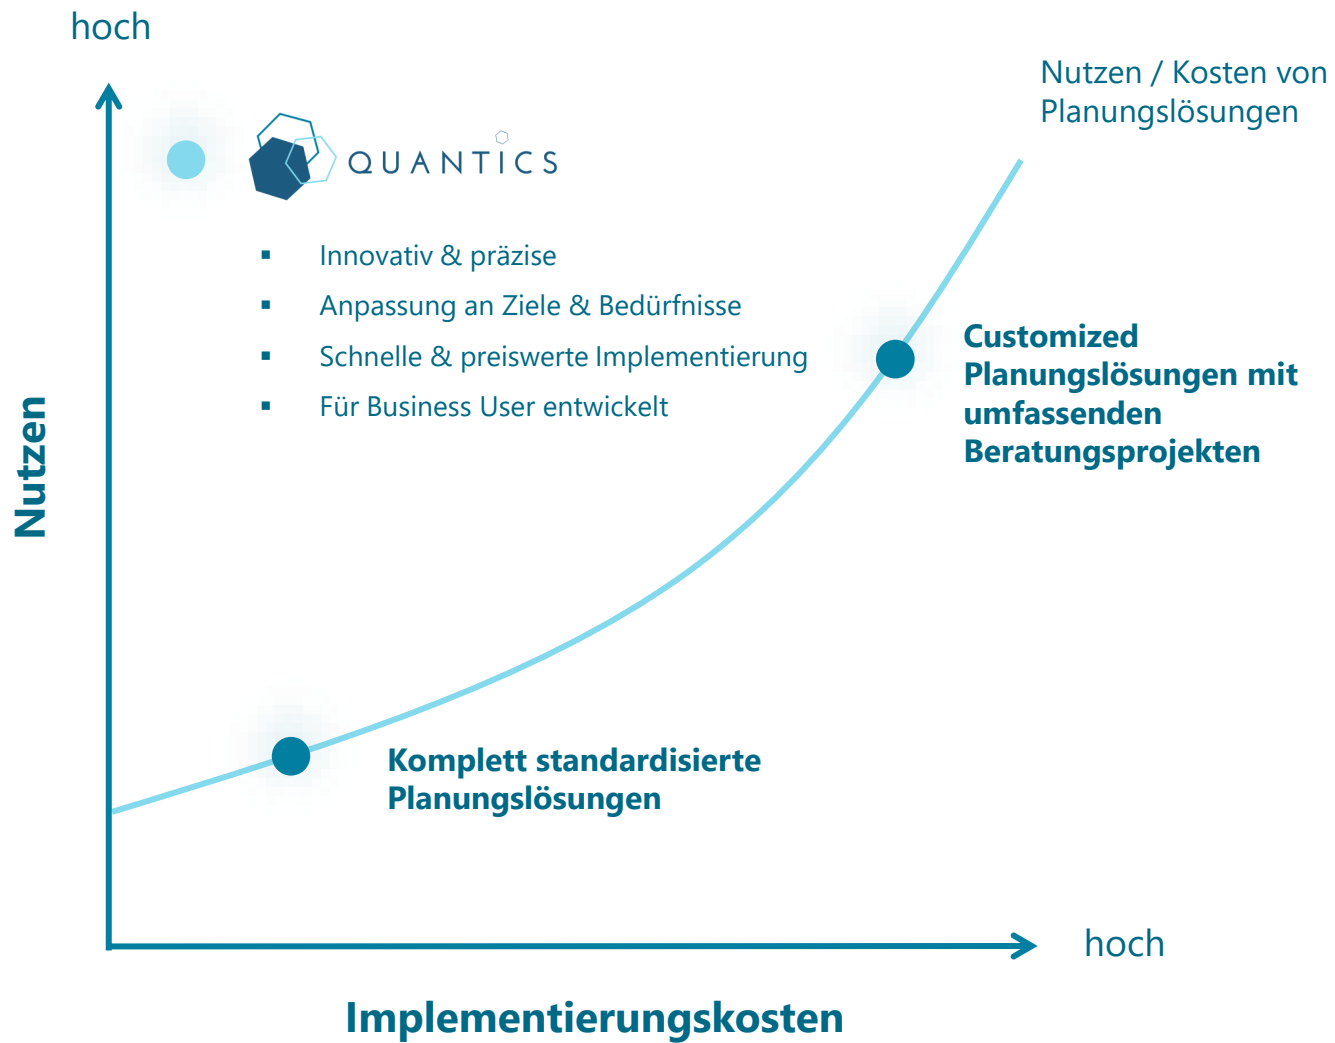 hoch
Nutzen / Kosten von
Planungslösungen
QUANTICS
▪ Innovativ & präzise
▪ Anpassung an Ziele & Bedürfnisse
▪ Schnelle & preiswerte Implementierung
▪ Für Business User entwickelt
Customized
Planungslösungen mit
umfassenden
Beratungsprojekten
Nutzen
Komplett standardisierte
Planungslösungen
hoch
Implementierungskosten